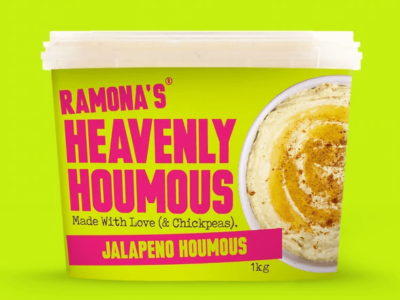 RAMONA'S®
HEAVENLY
HOUMOUS
Made With Love (& Chickpeas).
JALAPENO HOUMOUS
1kg